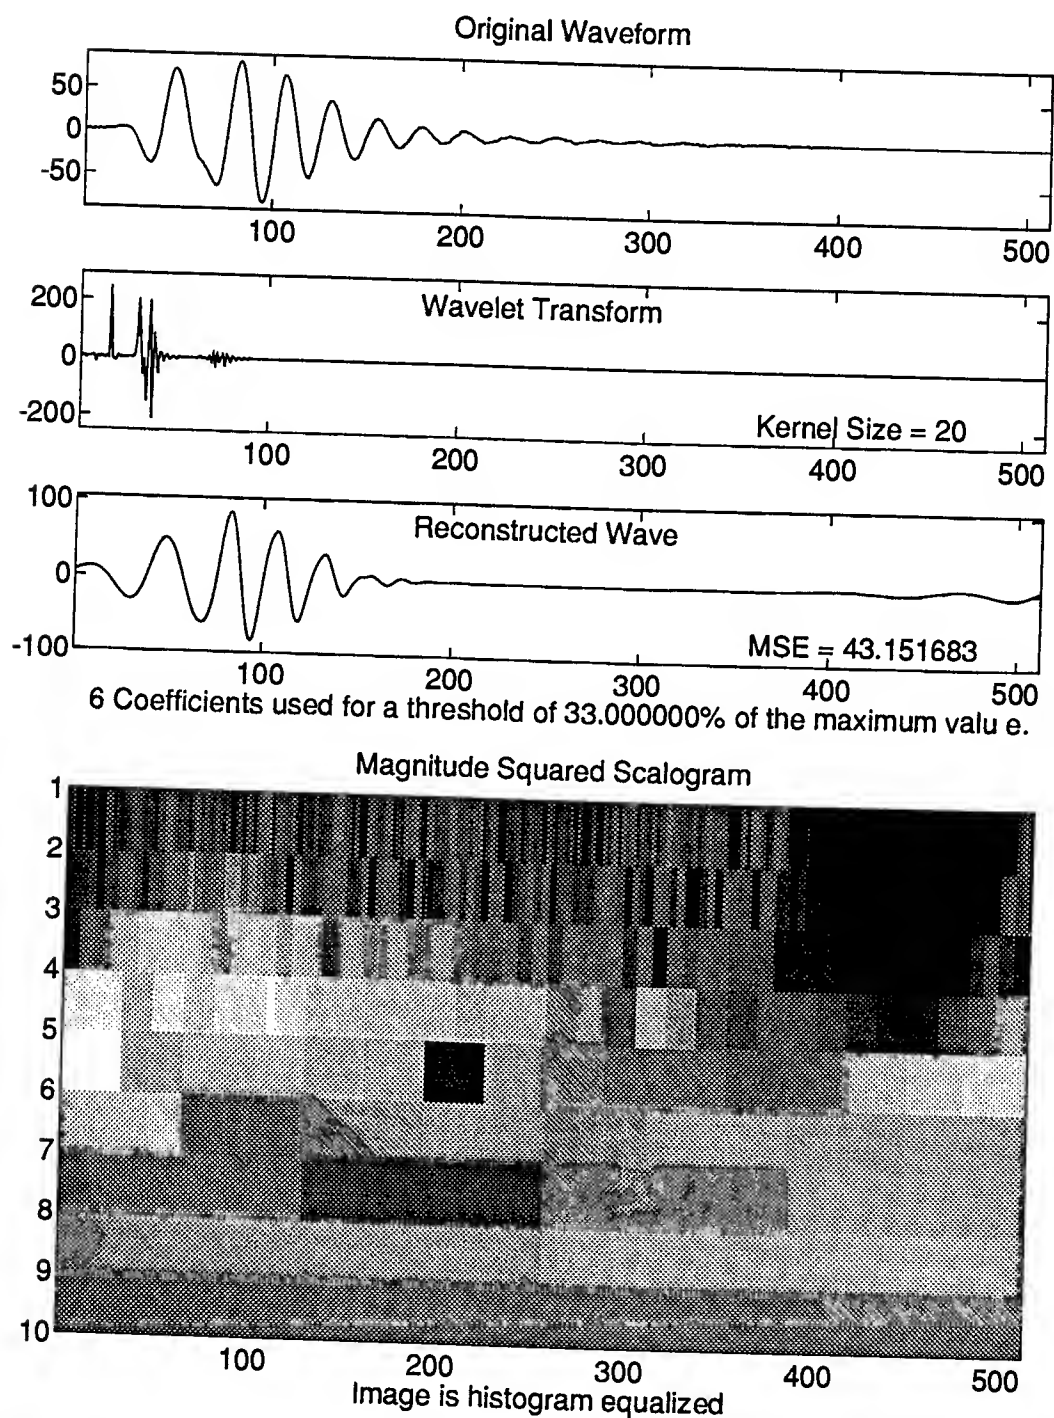 Original Waveform
50
0
-50
100 200 300 400 500
200
0
-200
Wavelet Transform
Kernel Size = 20
100 200 300 400 500
100
0
-100
Reconstructed Wave
MSE = 43.151683
100 200 300 400 500
6 Coefficients used for a threshold of 33.000000% of the maximum valu e.
Magnitude Squared Scalogram
1
2
3
4
5
6
7
8
9
10
100 200 300 400 500
Image is histogram equalized